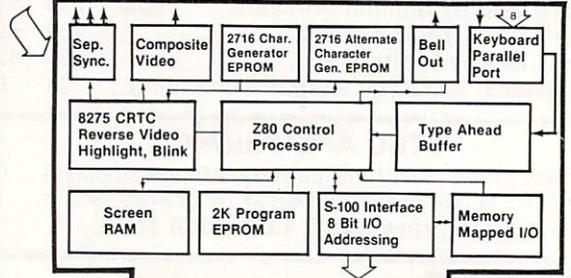 8
Sep.
Sync.
Composite
Video
2716 Char.
Generator
EPROM
2716 Alternate
Character
Gen. EPROM
Bell
Out
Keyboard
Parallel
Port
8275 CRTC
Reverse Video
Highlight, Blink
Z80 Control
Processor
Type Ahead
Buffer
Screen
RAM
2K Program
EPROM
S-100 Interface
8 Bit I/O
Addressing
Memory
Mapped I/O